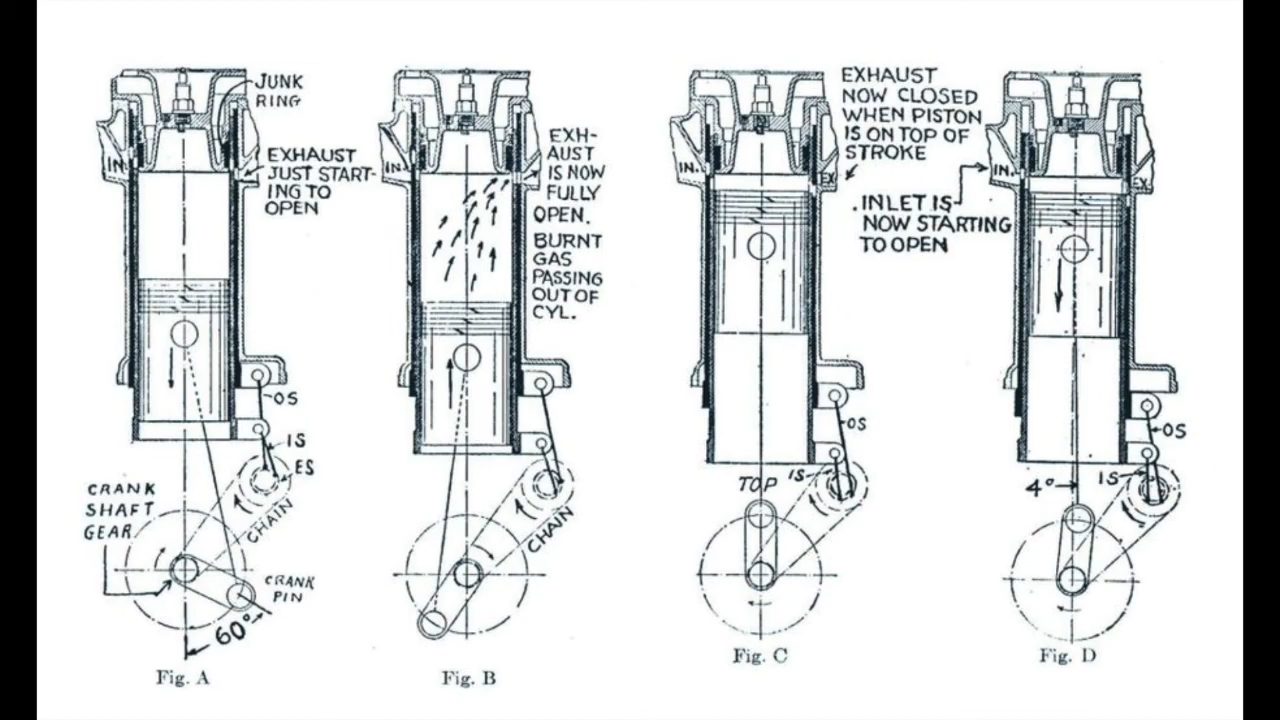 JUNK
RING
IN.
EXHAUST
JUST START-
ING TO
OPEN
OS
IS
ES
CRANK
SHAFT
GEAR
CHAIN
CRANK
PIN
60°
Fig. A
IN.
EXH-
AUST
IS NOW
FULLY
OPEN.
BURNT
GAS
PASSING
OUT OF
CYL.
CHAIN
Fig. B
EXHAUST
NOW CLOSED
WHEN PISTON
IS ON TOP OF
STROKE
IN.
EX.
OS
IS
TOP
Fig. C
INLET IS
NOW STARTING
TO OPEN
IN.
EX.
OS
IS
4°
Fig. D